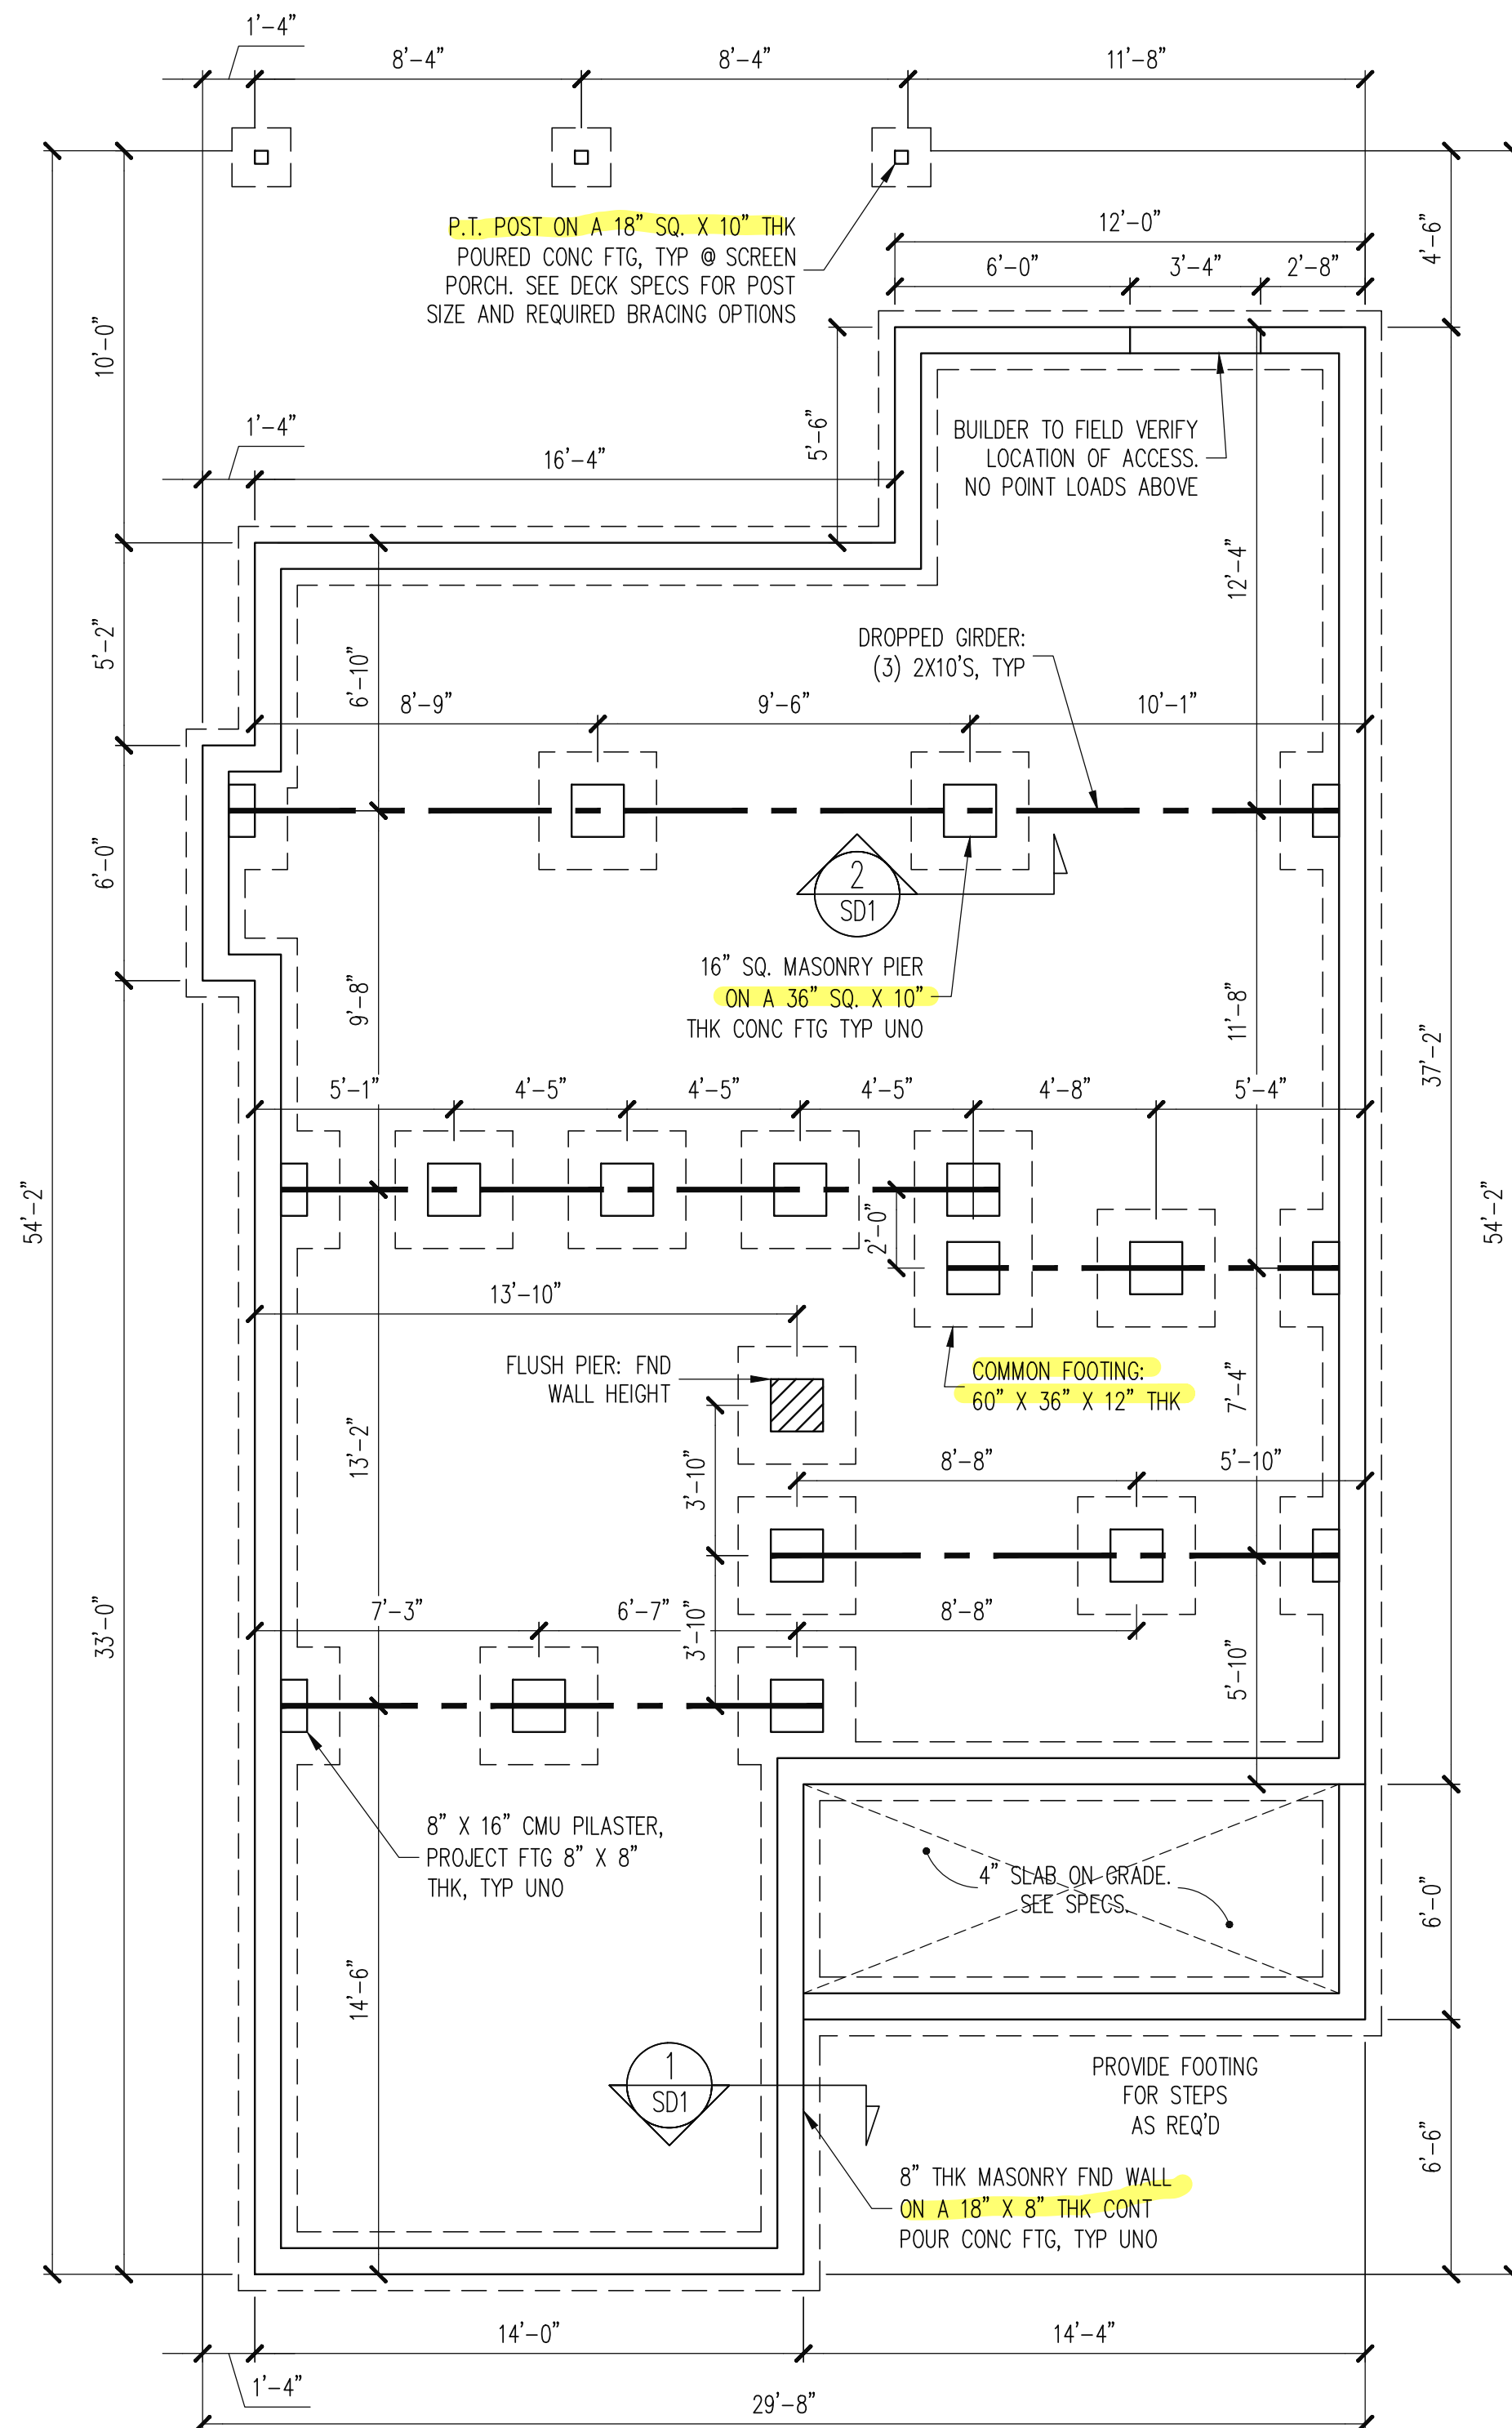 1'-4"
8'-4"
8'-4"
11'-8"
P.T. POST ON A 18" SQ. X 10" THK
POURED CONC FTG, TYP @ SCREEN
PORCH. SEE DECK SPECS FOR POST
SIZE AND REQUIRED BRACING OPTIONS
12'-0"
6'-0"
3'-4"
2'-8"
4'-6"
10'-0"
1'-4"
16'-4"
5'-6"
BUILDER TO FIELD VERIFY
LOCATION OF ACCESS.
NO POINT LOADS ABOVE
12'-4"
5'-2"
6'-10"
DROPPED GIRDER:
(3) 2X10'S, TYP
8'-9"
9'-6"
10'-1"
6'-0"
2
SD1
16" SQ. MASONRY PIER
ON A 36" SQ. X 10"
THK CONC FTG TYP UNO
9'-8"
11'-8"
37'-2"
5'-1"
4'-5"
4'-5"
4'-5"
4'-8"
5'-4"
54'-2"
2'-0"
54'-2"
13'-10"
FLUSH PIER: FND
WALL HEIGHT
COMMON FOOTING:
60" X 36" X 12" THK
7'-4"
13'-2"
3'-10"
8'-8"
5'-10"
33'-0"
7'-3"
6'-7"
3'-10"
8'-8"
5'-10"
8" X 16" CMU PILASTER,
PROJECT FTG 8" X 8"
THK, TYP UNO
4" SLAB ON GRADE.
SEE SPECS.
6'-0"
14'-6"
1
SD1
PROVIDE FOOTING
FOR STEPS
AS REQ'D
6'-6"
8" THK MASONRY FND WALL
ON A 18" X 8" THK CONT
POUR CONC FTG, TYP UNO
14'-0"
14'-4"
1'-4"
29'-8"